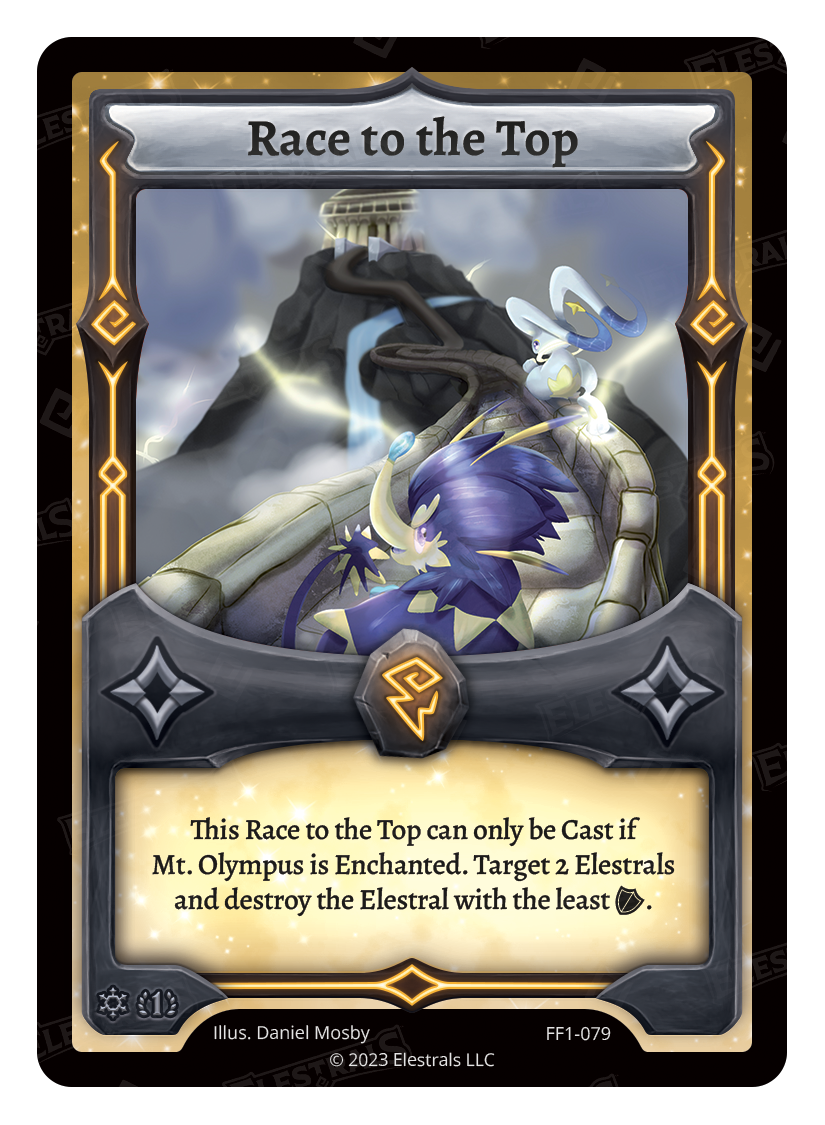 Race to the Top
This Race to the Top can only be Cast if
Mt. Olympus is Enchanted. Target 2 Elestrals
and destroy the Elestral with the least .
1
Illus. Daniel Mosby
FF1-079
© 2023 Elestrals LLC